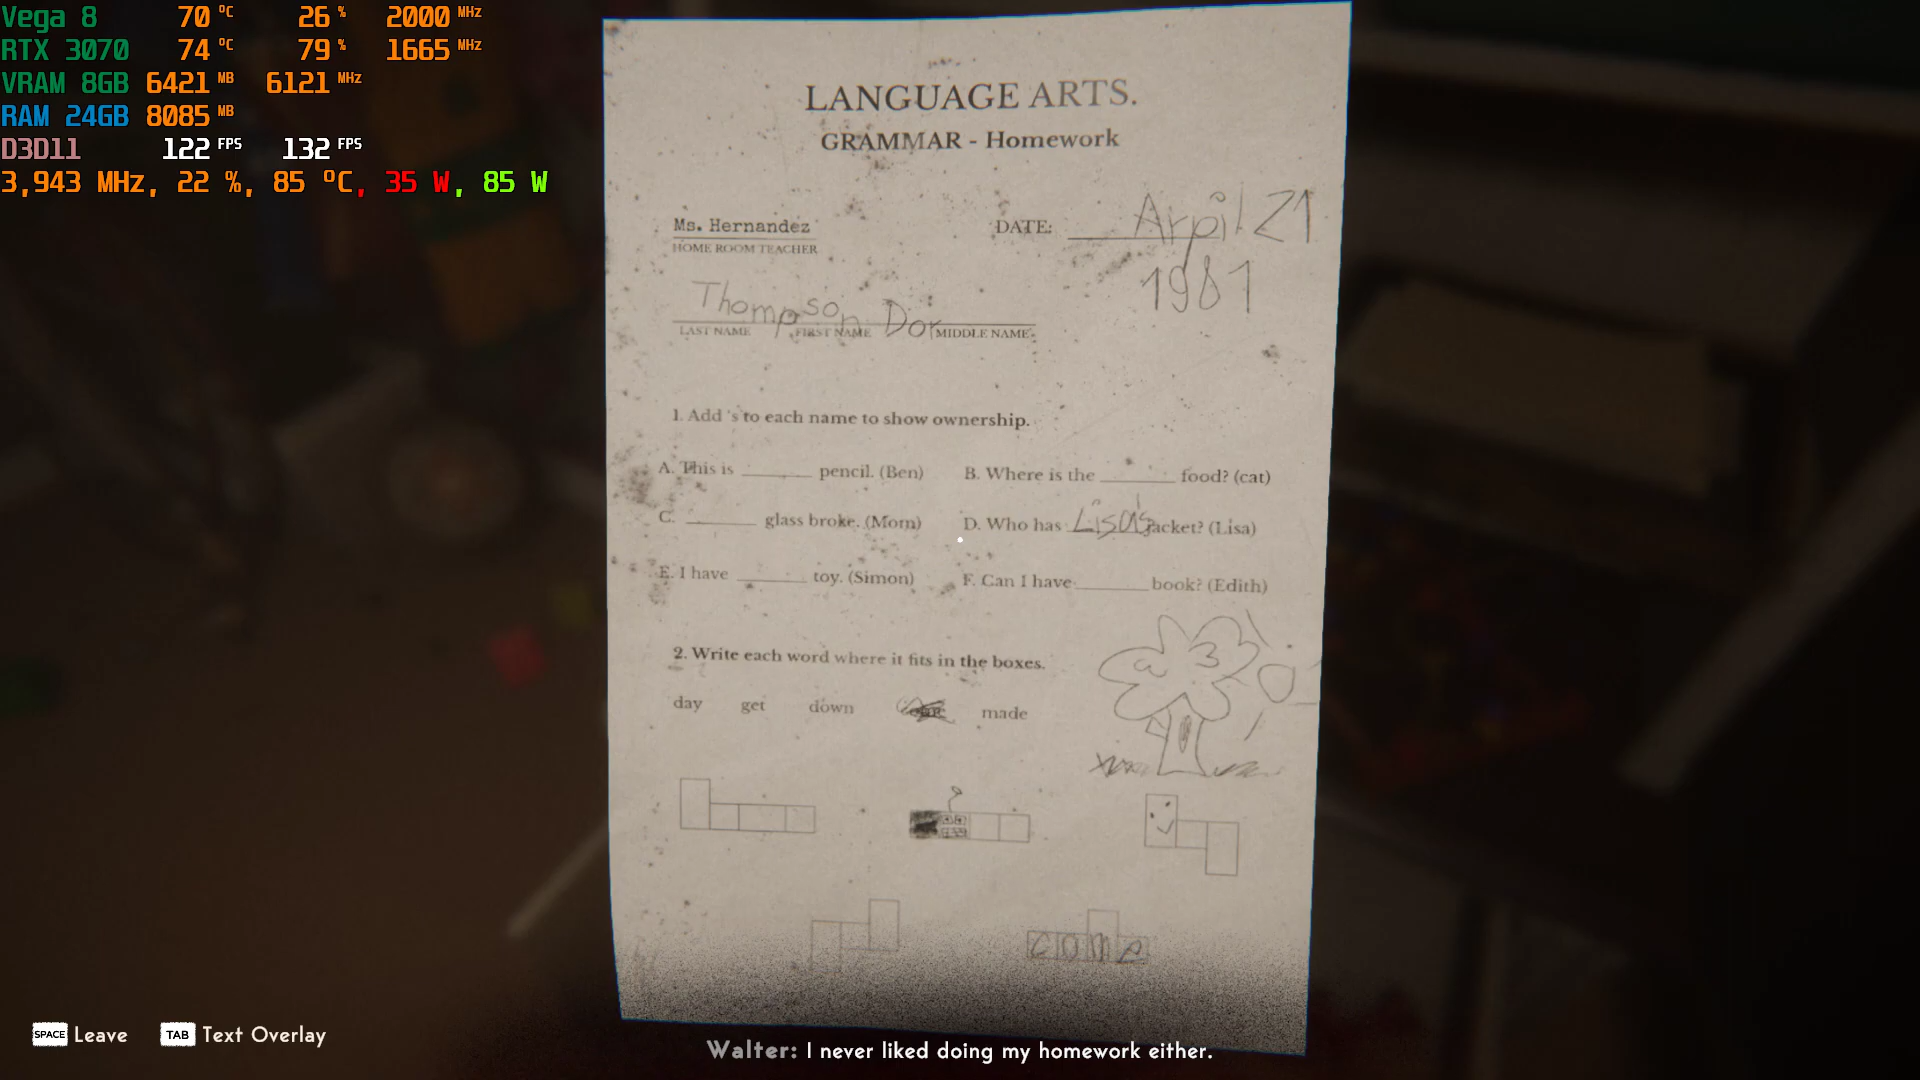 Vega 8 70 °C 26 % 2000 MHz
RTX 3070 74 °C 79 % 1665 MHz
VRAM 8GB 6421 MB 6121 MHz
RAM 24GB 8085 MB
D3D11 122 FPS 132 FPS
3,943 MHz, 22 %, 85 °C, 35 W, 85 W
LANGUAGE ARTS.
GRAMMAR - Homework
Ms. Hernandez DATE: Arpil 21
HOME ROOM TEACHER
1981
Thompson Dor
LAST NAME FIRST NAME MIDDLE NAME
1. Add 's to each name to show ownership.
A. This is ______ pencil. (Ben) B. Where is the ______ food? (cat)
C. ______ glass broke. (Mom) D. Who has Lisa's jacket? (Lisa)
E. I have ______ toy. (Simon) F. Can I have ______ book? (Edith)
2. Write each word where it fits in the boxes.
day get down made
come
SPACE Leave TAB Text Overlay
Walter: I never liked doing my homework either.